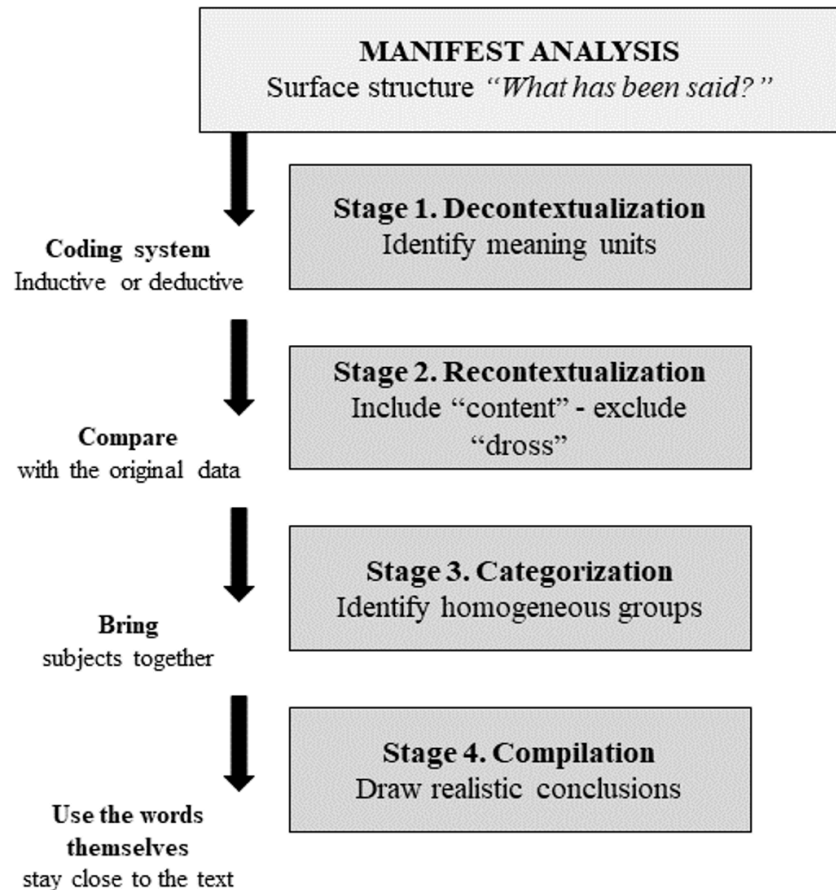 MANIFEST ANALYSIS
Surface structure “What has been said?”
Stage 1. Decontextualization
Identify meaning units
Coding system
Inductive or deductive
Stage 2. Recontextualization
Include “content” - exclude
“dross”
Compare
with the original data
Stage 3. Categorization
Identify homogeneous groups
Bring
subjects together
Stage 4. Compilation
Draw realistic conclusions
Use the words
themselves
stay close to the text